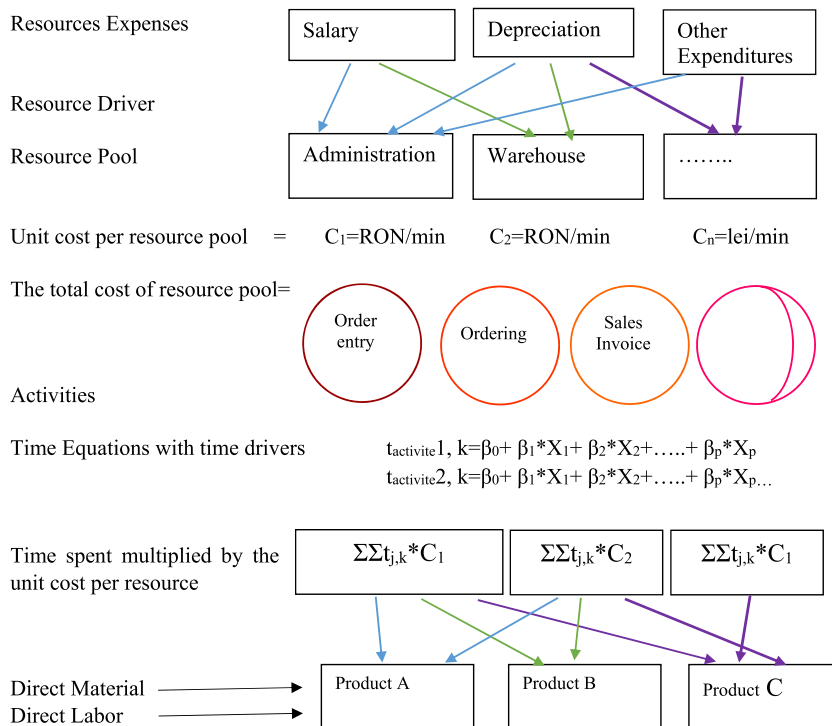 Resources Expenses
Salary
Depreciation
Other
Expenditures
Resource Driver
Resource Pool
Administration
Warehouse
……..
Unit cost per resource pool = C₁=RON/min C₂=RON/min Cₙ=lei/min
The total cost of resource pool=
Order
entry
Ordering
Sales
Invoice
Activities
Time Equations with time drivers
tactivite1, k=β₀+ β₁*X₁+ β₂*X₂+…..+ βₚ*Xₚ
tactivite2, k=β₀+ β₁*X₁+ β₂*X₂+…..+ βₚ*Xₚ…
Time spent multiplied by the
unit cost per resource
ΣΣtj,k*C₁
ΣΣtj,k*C₂
ΣΣtj,k*C₁
Direct Material
Direct Labor
Product A
Product B
Product C